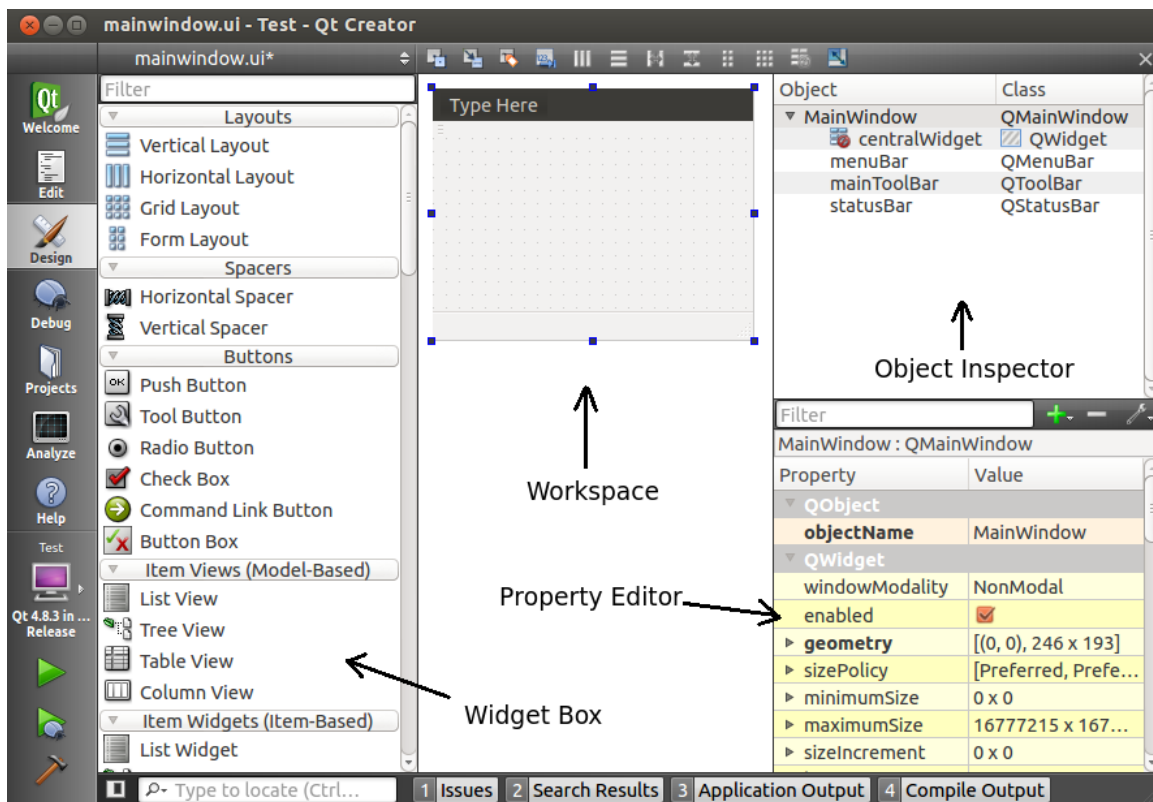 mainwindow.ui - Test - Qt Creator
mainwindow.ui*
Qt
Welcome
Edit
Design
Debug
Projects
Analyze
Help
Test
Qt 4.8.3 in ...
Release
Filter
Layouts
Vertical Layout
Horizontal Layout
Grid Layout
Form Layout
Spacers
Horizontal Spacer
Vertical Spacer
Buttons
OK Push Button
Tool Button
Radio Button
Check Box
Command Link Button
Button Box
Item Views (Model-Based)
List View
Tree View
Table View
Column View
Item Widgets (Item-Based)
List Widget
Type Here
Workspace
Property Editor
Widget Box
Object Class
MainWindow QMainWindow
centralWidget QWidget
menuBar QMenuBar
mainToolBar QToolBar
statusBar QStatusBar
Object Inspector
Filter
MainWindow : QMainWindow
Property Value
QObject
objectName MainWindow
QWidget
windowModality NonModal
enabled
geometry [(0, 0), 246 x 193]
sizePolicy [Preferred, Prefe...
minimumSize 0 x 0
maximumSize 16777215 x 167...
sizeIncrement 0 x 0
Type to locate (Ctrl...
1 Issues 2 Search Results 3 Application Output 4 Compile Output